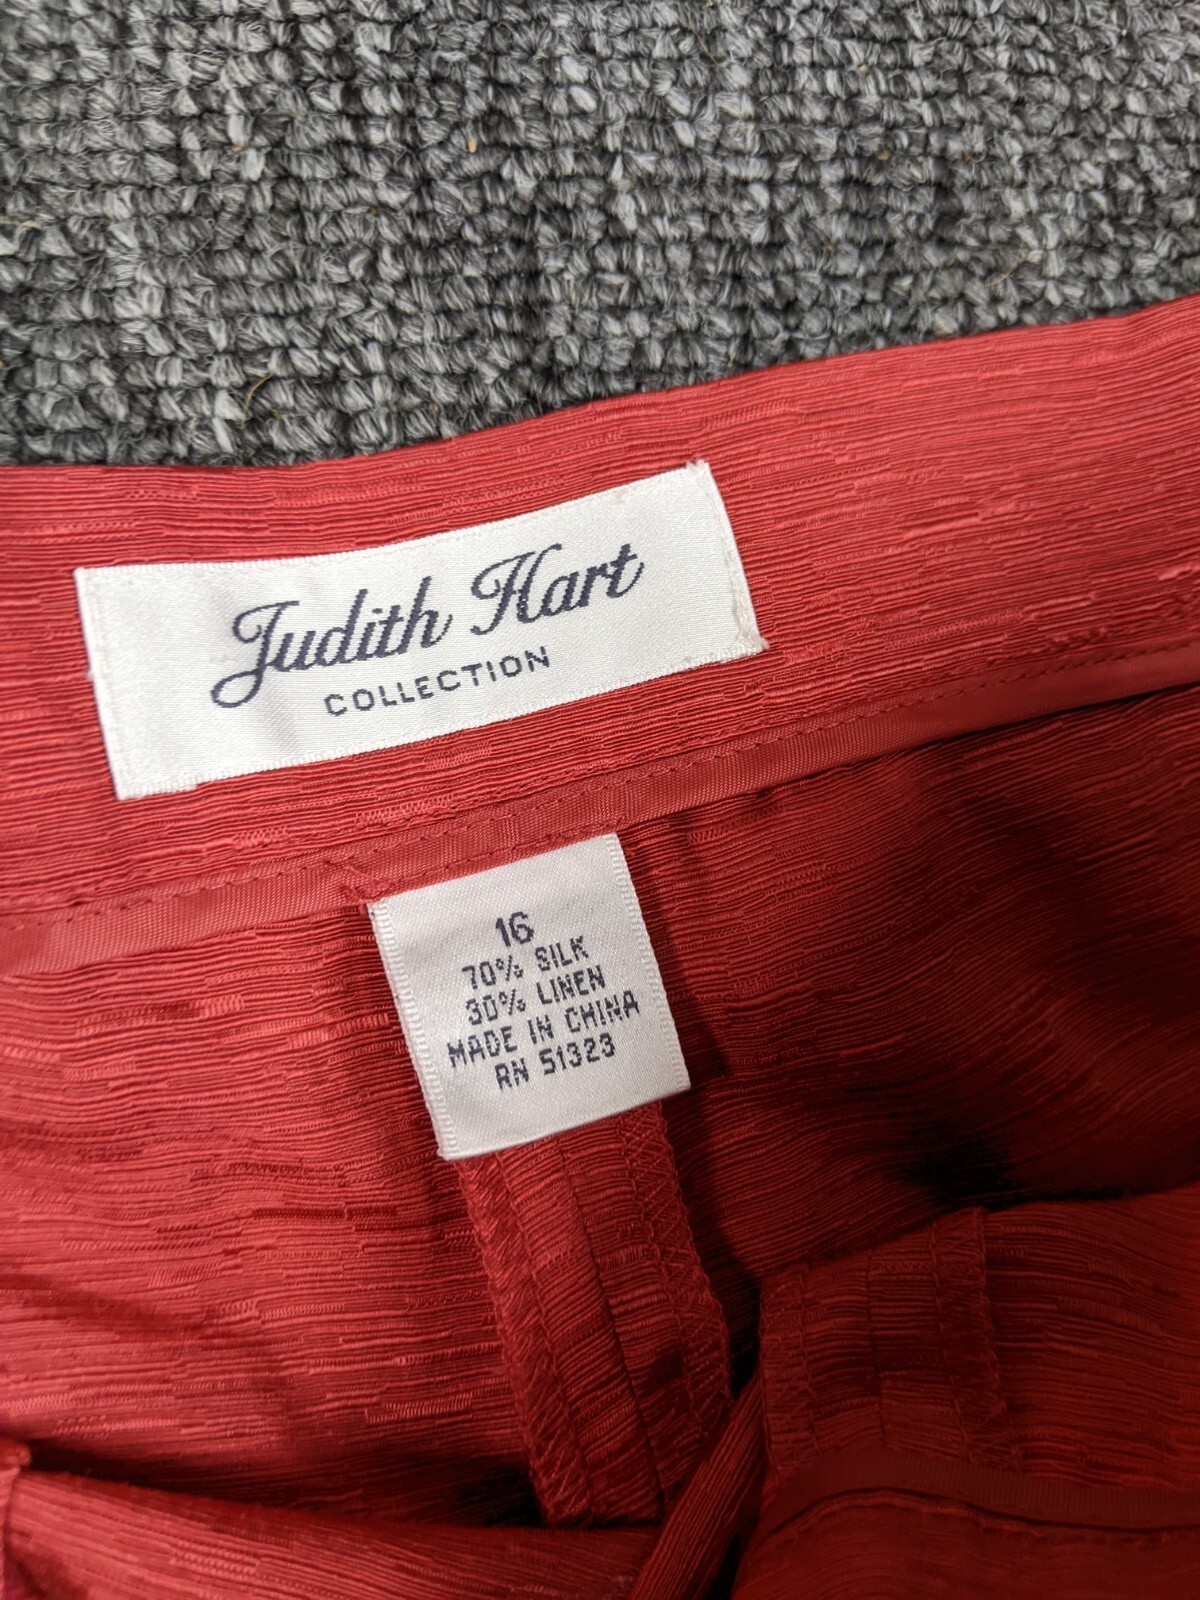 Judith Hart
COLLECTION
16
70% SILK
30% LINEN
MADE IN CHINA
RN 51323